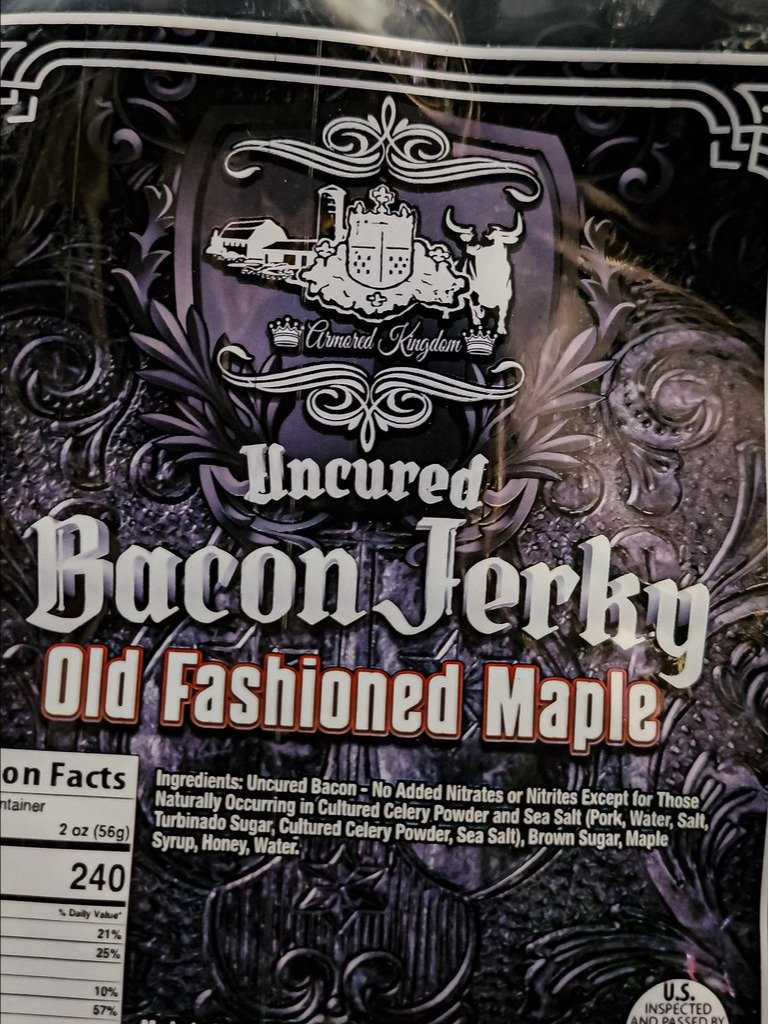 Armored Kingdom
Uncured
Bacon Jerky
Old Fashioned Maple
on Facts
ntainer
2 oz (56g)
240
% Daily Value*
21%
25%
10%
57%
Ingredients: Uncured Bacon - No Added Nitrates or Nitrites Except for Those
Naturally Occurring in Cultured Celery Powder and Sea Salt (Pork, Water, Salt,
Turbinado Sugar, Cultured Celery Powder, Sea Salt), Brown Sugar, Maple
Syrup, Honey, Water.
U.S.
INSPECTED
AND PASSED BY